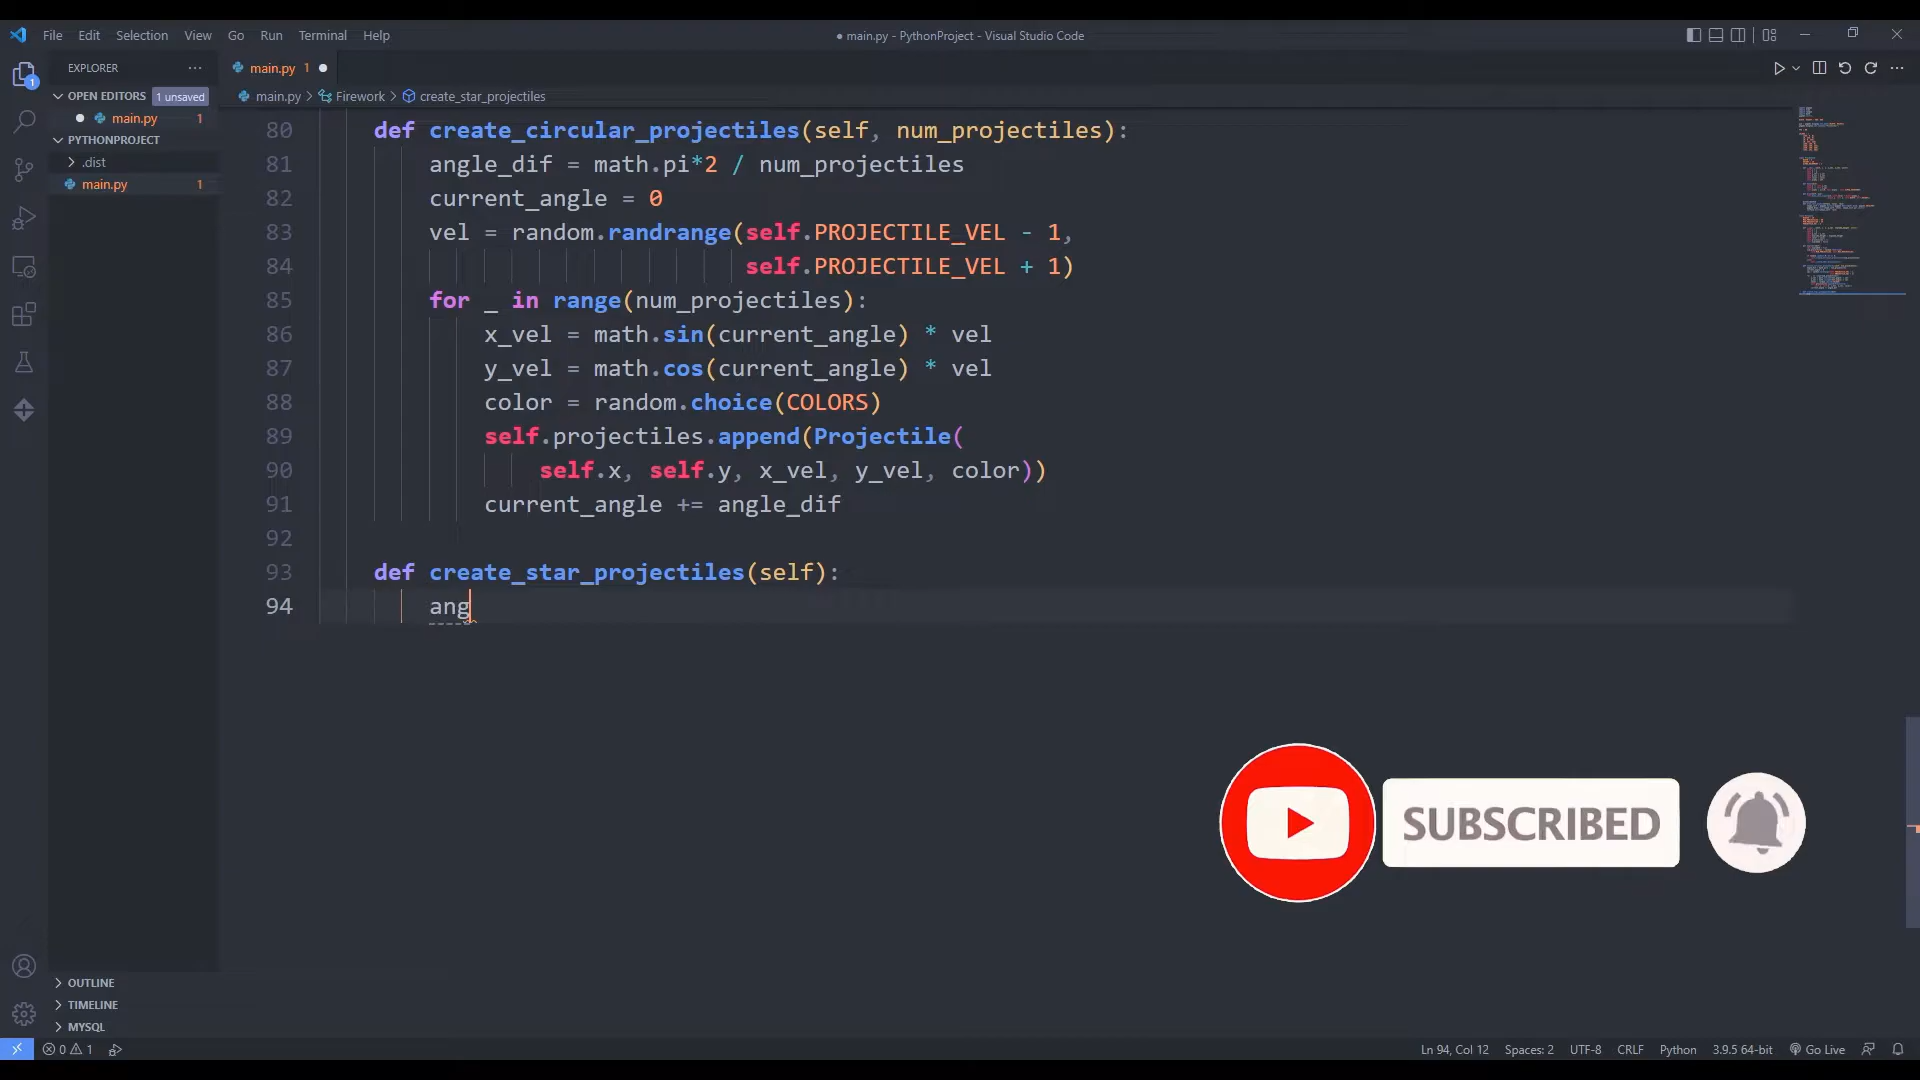 File Edit Selection View Go Run Terminal Help
● main.py - PythonProject - Visual Studio Code
EXPLORER
main.py 1
OPEN EDITORS 1 unsaved
main.py > Firework > create_star_projectiles
main.py 1
PYTHONPROJECT
.dist
main.py 1
80 def create_circular_projectiles(self, num_projectiles):
81 angle_dif = math.pi*2 / num_projectiles
82 current_angle = 0
83 vel = random.randrange(self.PROJECTILE_VEL - 1,
84 self.PROJECTILE_VEL + 1)
85 for _ in range(num_projectiles):
86 x_vel = math.sin(current_angle) * vel
87 y_vel = math.cos(current_angle) * vel
88 color = random.choice(COLORS)
89 self.projectiles.append(Projectile(
90 self.x, self.y, x_vel, y_vel, color))
91 current_angle += angle_dif
92
93 def create_star_projectiles(self):
94 ang
SUBSCRIBED
OUTLINE
TIMELINE
MYSQL
0 1
Ln 94, Col 12 Spaces: 2 UTF-8 CRLF Python 3.9.5 64-bit Go Live